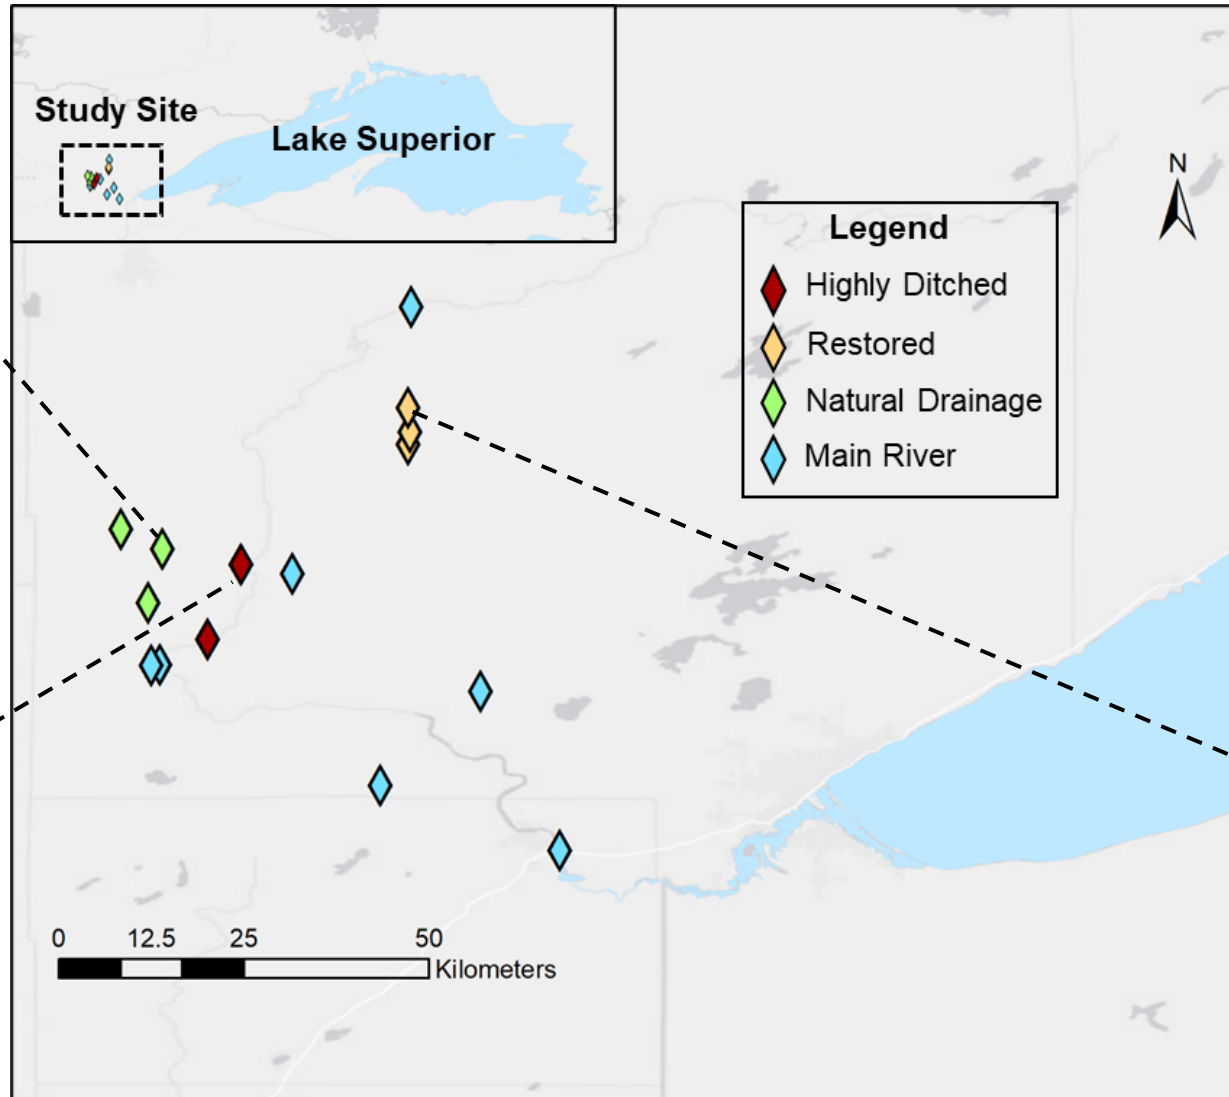 Study Site
Lake Superior
N
Legend
Highly Ditched
Restored
Natural Drainage
Main River
0 12.5 25 50
Kilometers